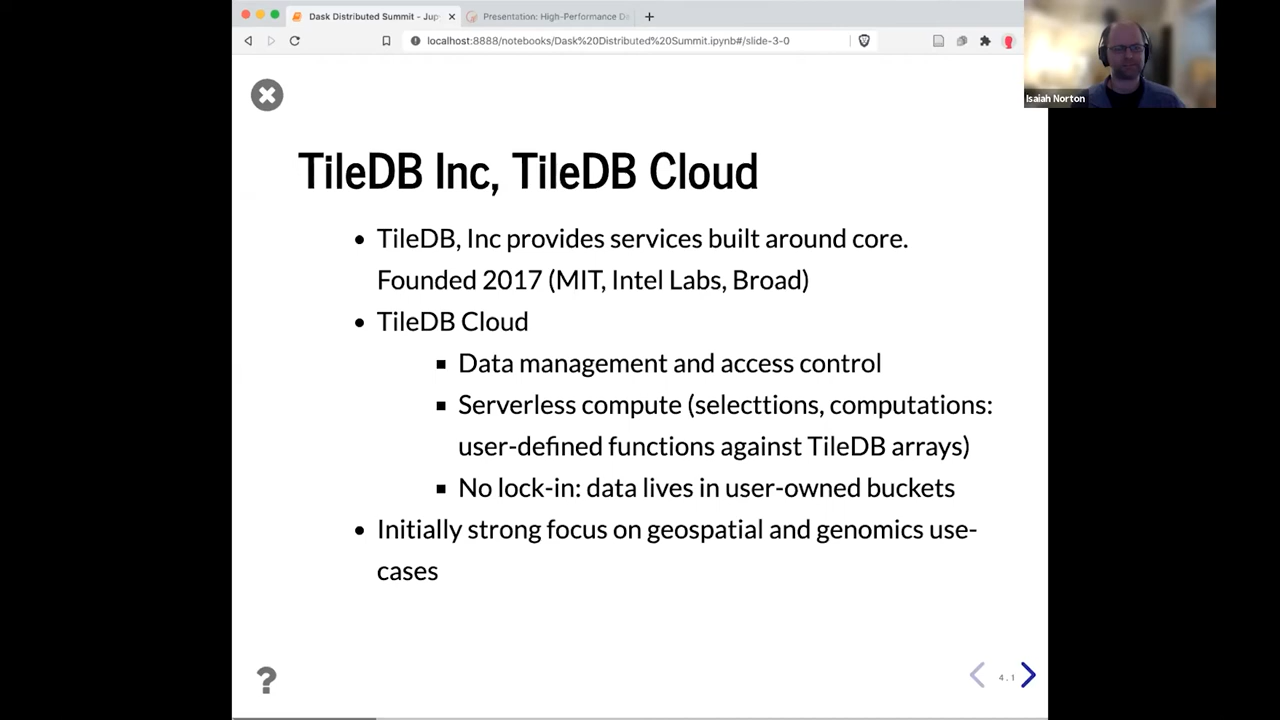 Dask Distributed Summit - Jup
Presentation: High-Performance D
localhost:8888/notebooks/Dask%20Distributed%20Summit.ipynb#/slide-3-0
Isaiah Norton
TileDB Inc, TileDB Cloud
TileDB, Inc provides services built around core.
Founded 2017 (MIT, Intel Labs, Broad)
TileDB Cloud
Data management and access control
Serverless compute (selecttions, computations:
user-defined functions against TileDB arrays)
No lock-in: data lives in user-owned buckets
Initially strong focus on geospatial and genomics use-
cases
?
4.1